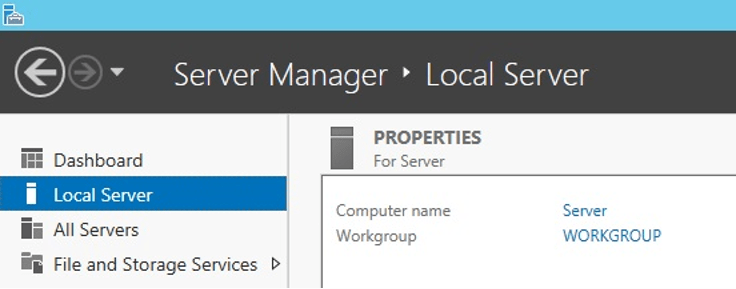 Server Manager ‣ Local Server
Dashboard
Local Server
All Servers
File and Storage Services
PROPERTIES
For Server
Computer name Server
Workgroup WORKGROUP